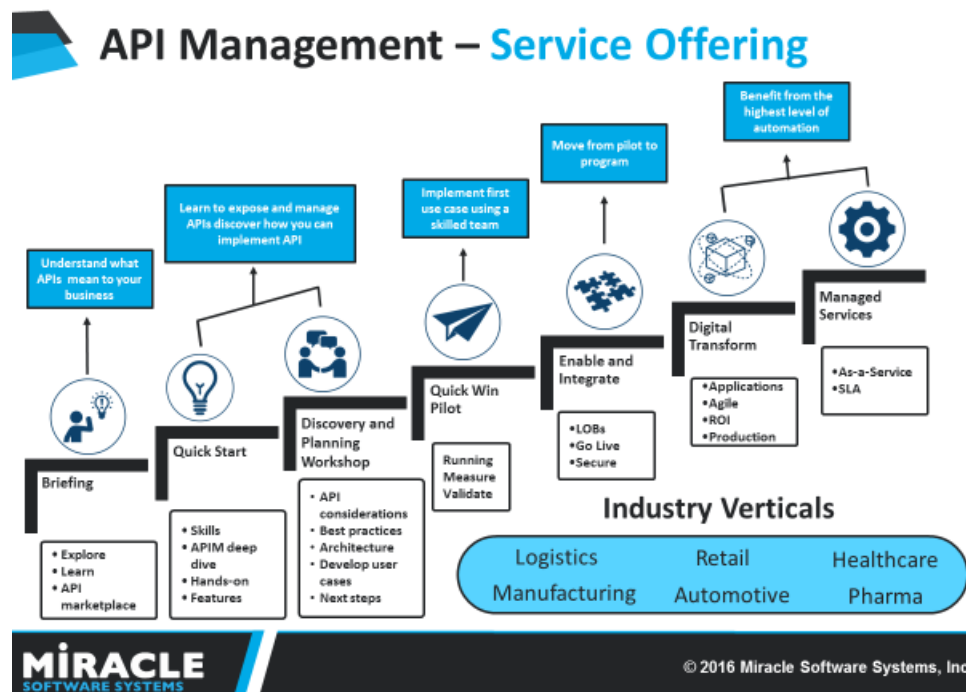 API Management – Service Offering
Benefit from the
highest level of
automation
Move from pilot to
program
Implement first
use case using a
skilled team
Learn to expose and manage
APIs discover how you can
implement API
Understand what
APIs mean to your
business
Briefing
• Explore
• Learn
• API
marketplace
Quick Start
• Skills
• APIM deep
dive
• Hands-on
• Features
Discovery and
Planning
Workshop
• API
considerations
• Best practices
• Architecture
• Develop user
cases
• Next steps
Quick Win
Pilot
Running
Measure
Validate
Enable and
Integrate
• LOBs
• Go Live
• Secure
Digital
Transform
• Applications
• Agile
• ROI
• Production
Managed
Services
• As-a-Service
• SLA
Industry Verticals
Logistics Retail Healthcare
Manufacturing Automotive Pharma
MIRACLE
SOFTWARE SYSTEMS
© 2016 Miracle Software Systems, Inc